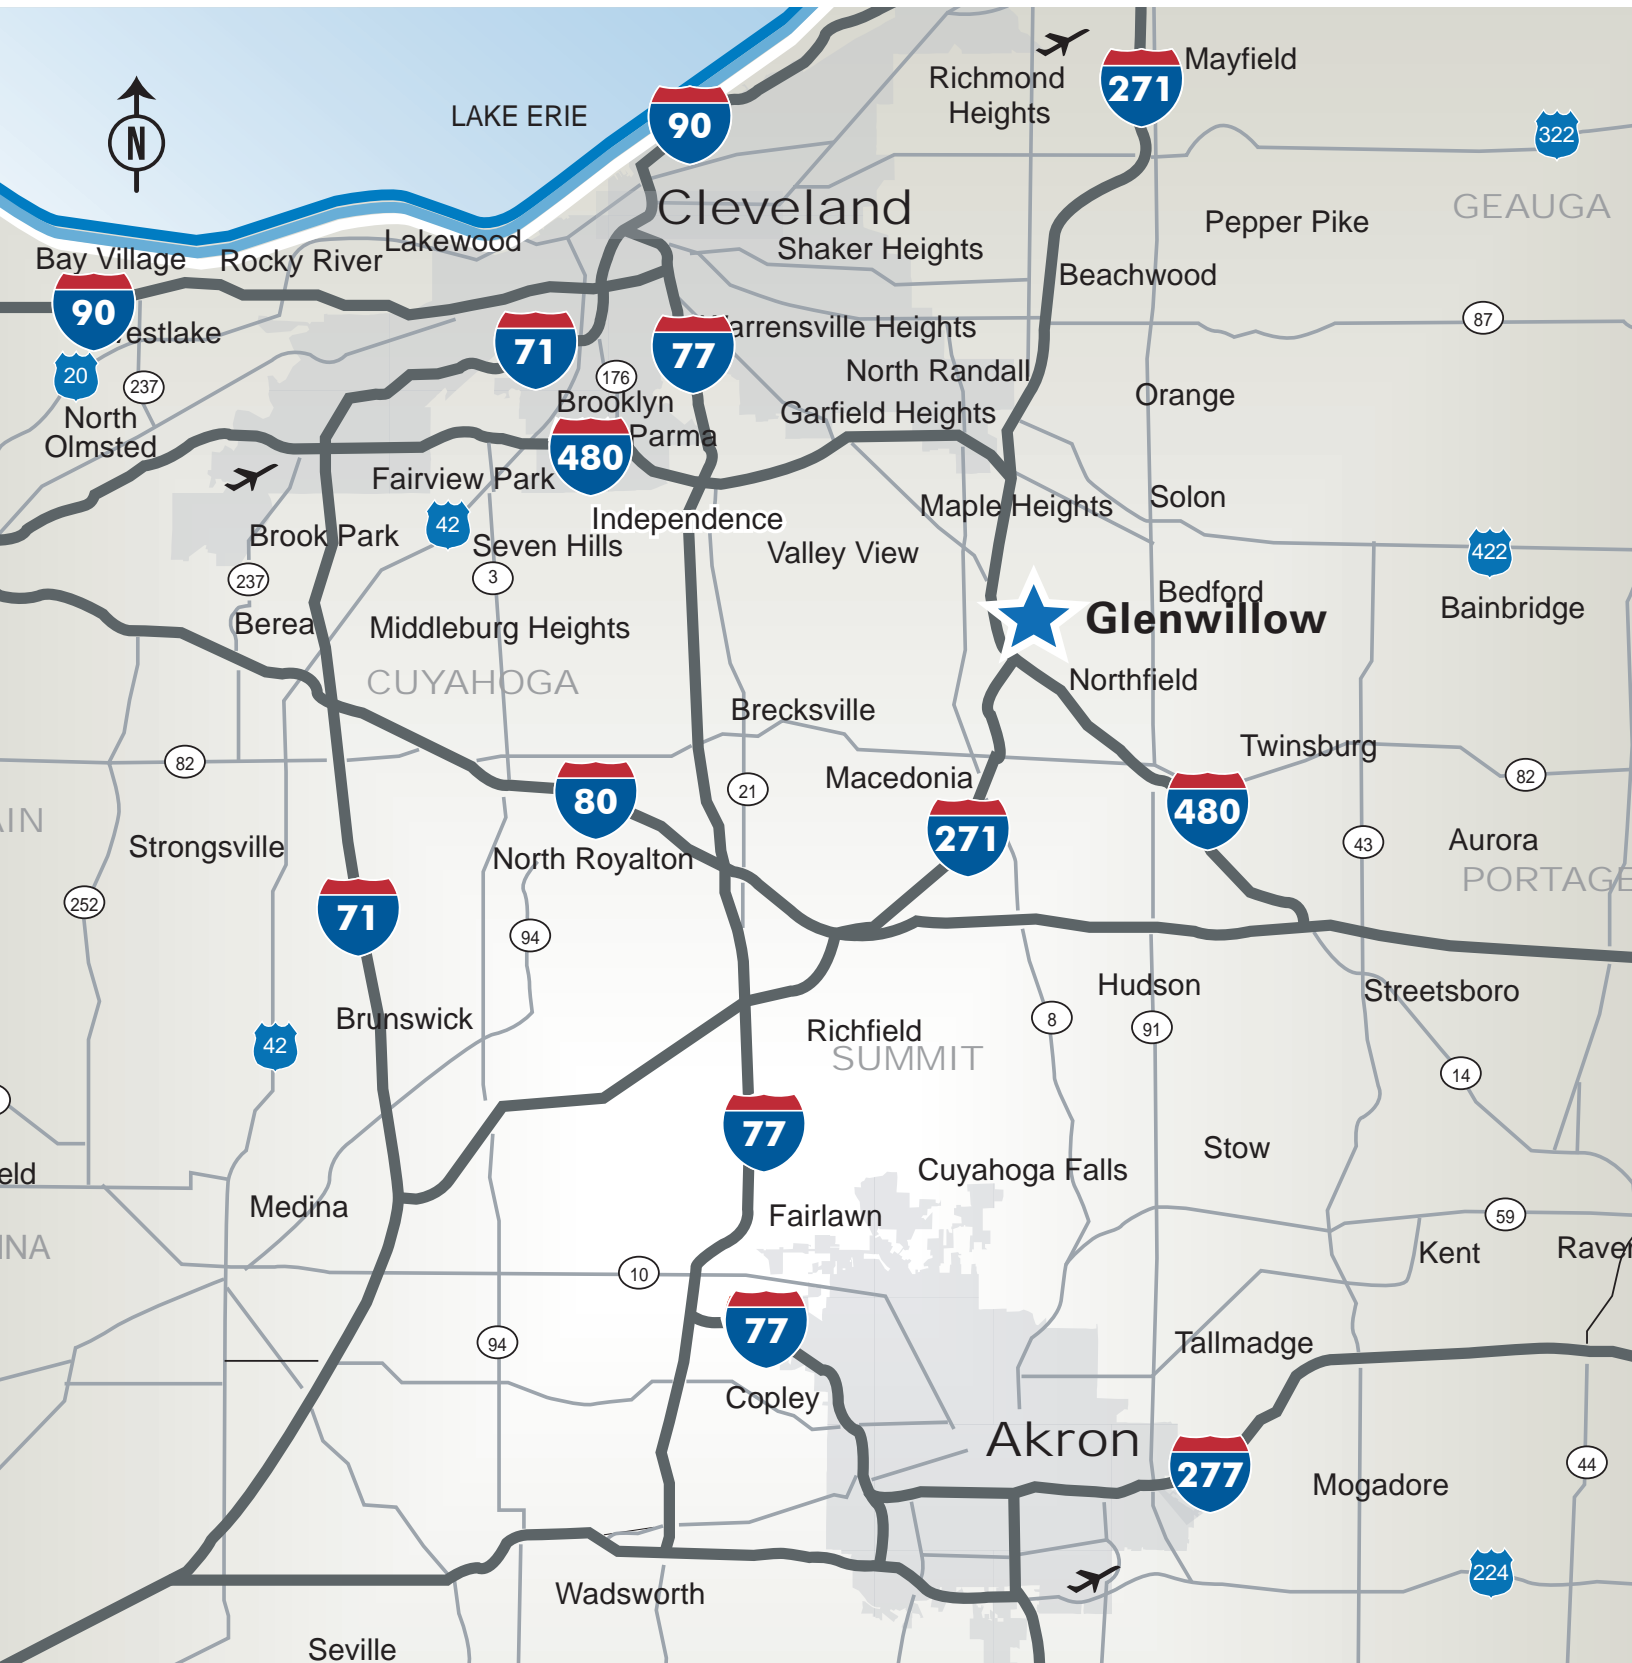 Mayfield
Richmond
Heights
271
LAKE ERIE
90
322
N
Cleveland
GEAUGA
Pepper Pike
Lakewood
Shaker Heights
Bay Village
Rocky River
Beachwood
90
87
estlake
71
77
arrensville Heights
20
237
176
North Randall
Orange
Brooklyn
Garfield Heights
North
Olmsted
Parma
480
Fairview Park
Solon
Maple Heights
42
Independence
Brook Park
Seven Hills
Valley View
422
237
3
Bedford
Bainbridge
Glenwillow
Berea
Middleburg Heights
CUYAHOGA
Northfield
Brecksville
Twinsburg
82
Macedonia
82
21
80
480
AIN
271
Strongsville
43
Aurora
North Royalton
PORTAGE
252
71
94
Hudson
Streetsboro
Brunswick
8
91
Richfield
42
SUMMIT
14
77
Stow
eld
Cuyahoga Falls
Medina
Fairlawn
59
INNA
Kent
Raver
10
77
94
Tallmadge
Copley
Akron
44
277
Mogadore
224
Wadsworth
Seville